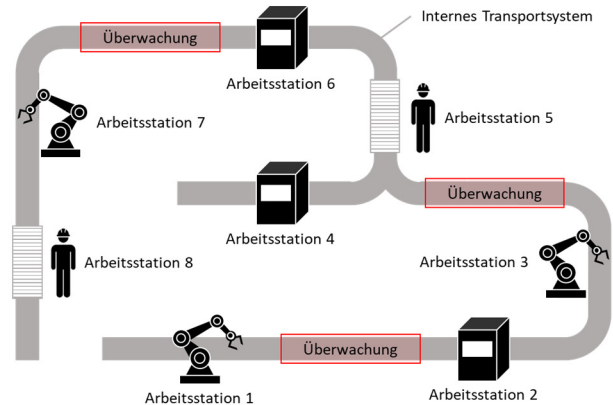 Überwachung
Internes Transportsystem
Arbeitsstation 6
Arbeitsstation 7
Arbeitsstation 5
Überwachung
Arbeitsstation 4
Arbeitsstation 8
Arbeitsstation 3
Überwachung
Arbeitsstation 1
Arbeitsstation 2